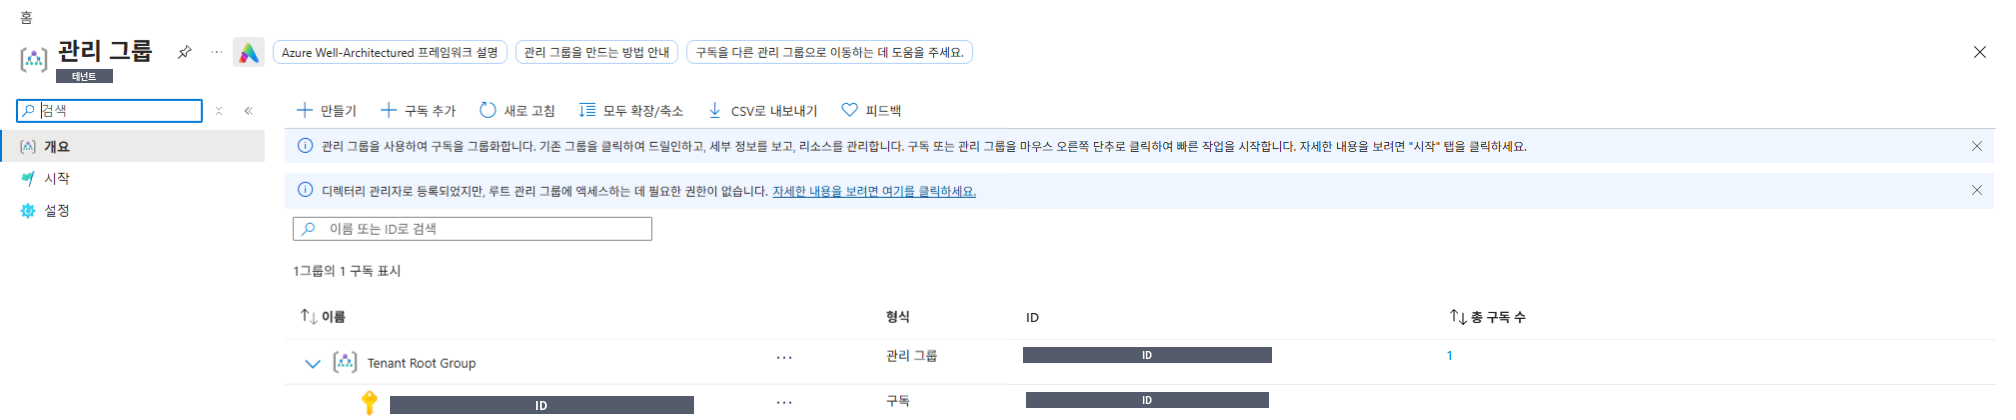 홈
관리 그룹
테넌트
Azure Well-Architectured 프레임워크 설명
관리 그룹을 만드는 방법 안내
구독을 다른 관리 그룹으로 이동하는 데 도움을 주세요.
검색
만들기 구독 추가 새로 고침 모두 확장/축소 CSV로 내보내기 피드백
개요
시작
설정
관리 그룹을 사용하여 구독을 그룹화합니다. 기존 그룹을 클릭하여 드릴인하고, 세부 정보를 보고, 리소스를 관리합니다. 구독 또는 관리 그룹을 마우스 오른쪽 단추로 클릭하여 빠른 작업을 시작합니다. 자세한 내용을 보려면 "시작" 탭을 클릭하세요.
디렉터리 관리자로 등록되었지만, 루트 관리 그룹에 액세스하는 데 필요한 권한이 없습니다. 자세한 내용을 보려면 여기를 클릭하세요.
이름 또는 ID로 검색
1그룹의 1 구독 표시
이름 형식 ID 총 구독 수
Tenant Root Group 관리 그룹 ID 1
ID 구독 ID